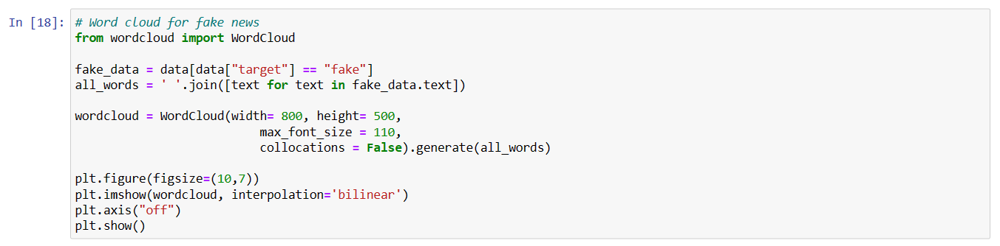 In [18]: # Word cloud for fake news
from wordcloud import WordCloud

fake_data = data[data["target"] == "fake"]
all_words = ' '.join([text for text in fake_data.text])

wordcloud = WordCloud(width= 800, height= 500,
                          max_font_size = 110,
                          collocations = False).generate(all_words)

plt.figure(figsize=(10,7))
plt.imshow(wordcloud, interpolation='bilinear')
plt.axis("off")
plt.show()